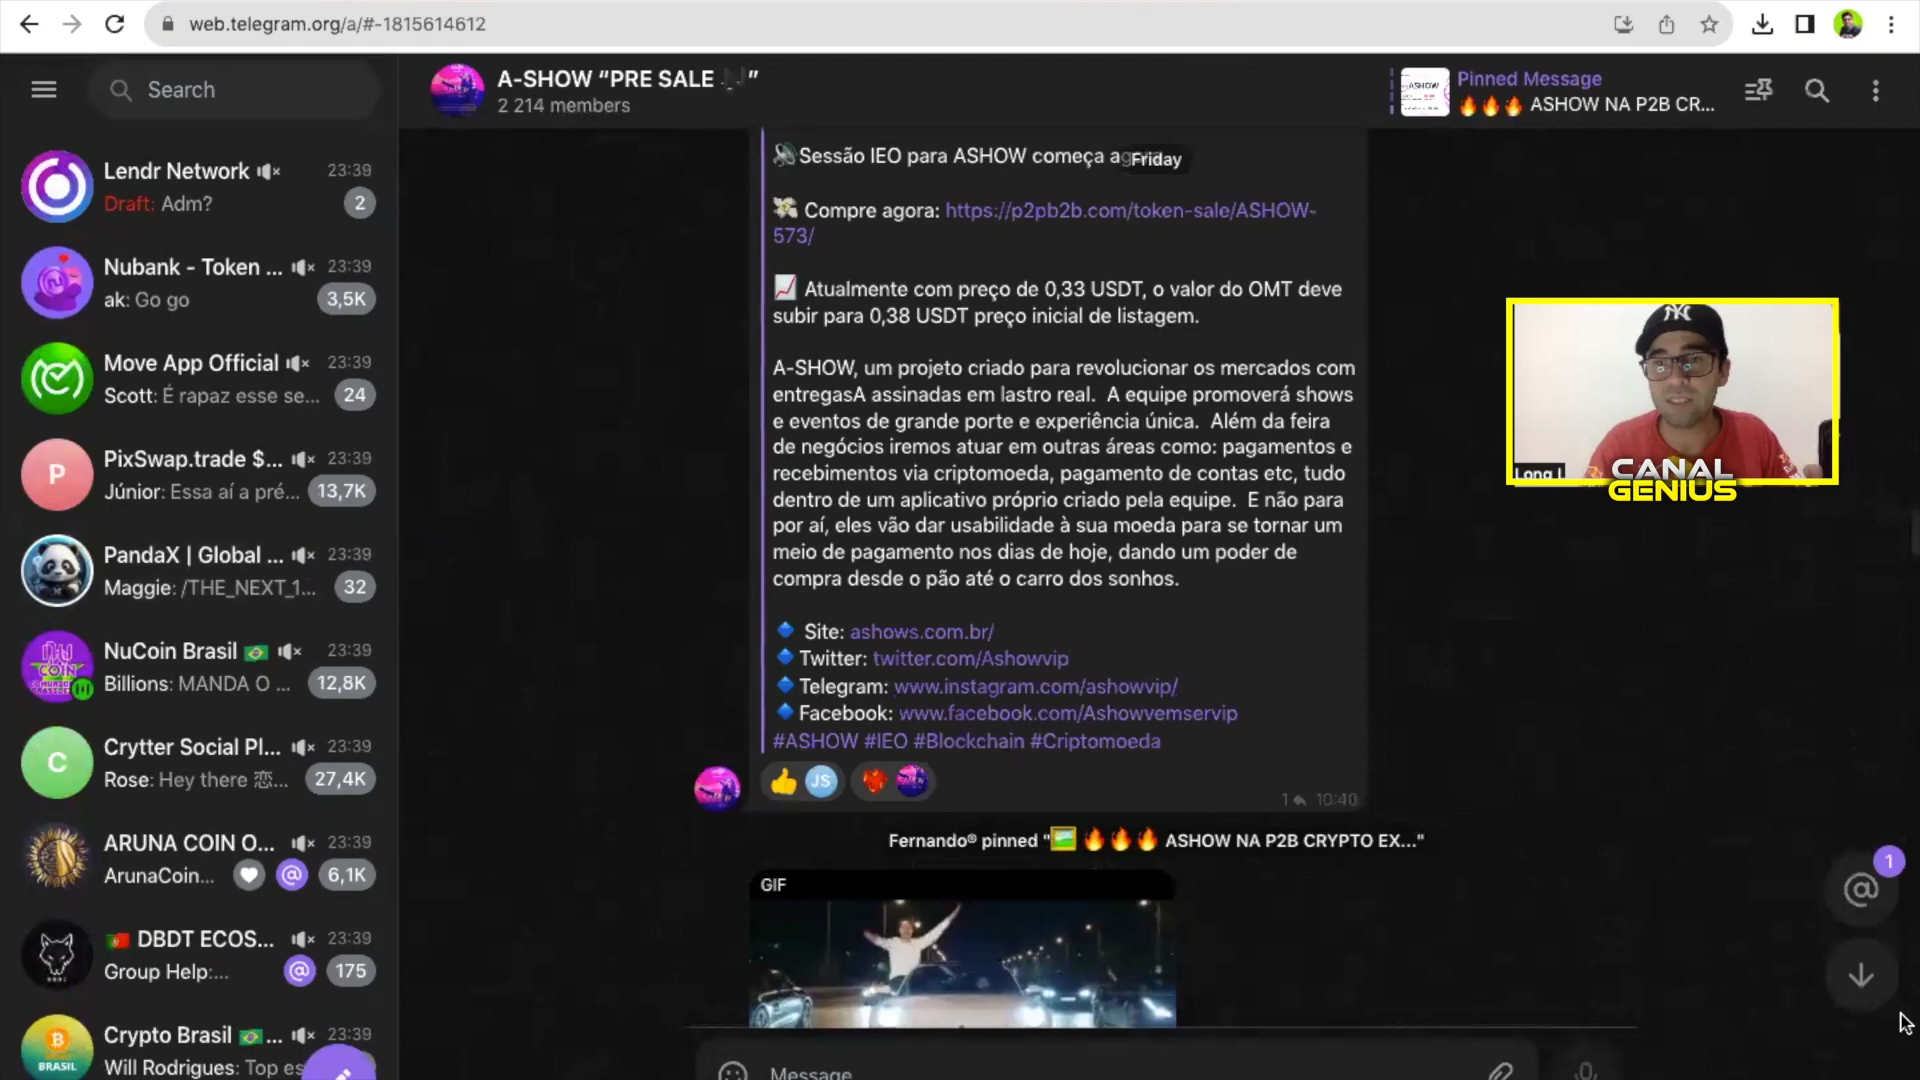 web.telegram.org/a/#-1815614612
Search
A-SHOW “PRE SALE ”
2 214 members
Pinned Message
🔥🔥🔥 ASHOW NA P2B CR...
Lendr Network
23:39
Draft: Adm?
2
Nubank - Token ...
23:39
ak: Go go
3,5K
Move App Official
23:39
Scott: É rapaz esse se...
24
P
PixSwap.trade $...
23:39
Júnior: Essa aí a pré...
13,7K
PandaX | Global ...
23:39
Maggie: /THE_NEXT_1...
32
NuCoin Brasil 🇧🇷
23:39
Billions: MANDA O ...
12,8K
C
Crytter Social Pl...
23:39
Rose: Hey there 恋...
27,4K
ARUNA COIN O...
23:39
ArunaCoin...
@
6,1K
🇵🇹 DBDT ECOS...
23:39
Group Help:...
@
175
Crypto Brasil 🇧🇷 ...
23:39
BRASIL
Will Rodrigues: Top es
Friday
🔊Sessão IEO para ASHOW começa ag
💸 Compre agora: https://p2pb2b.com/token-sale/ASHOW-
573/
📈 Atualmente com preço de 0,33 USDT, o valor do OMT deve
subir para 0,38 USDT preço inicial de listagem.
A-SHOW, um projeto criado para revolucionar os mercados com
entregasA assinadas em lastro real.  A equipe promoverá shows
e eventos de grande porte e experiência única.  Além da feira
de negócios iremos atuar em outras áreas como: pagamentos e
recebimentos via criptomoeda, pagamento de contas etc, tudo
dentro de um aplicativo próprio criado pela equipe.  E não para
por aí, eles vão dar usabilidade à sua moeda para se tornar um
meio de pagamento nos dias de hoje, dando um poder de
compra desde o pão até o carro dos sonhos.
🔹 Site: ashows.com.br/
🔹Twitter: twitter.com/Ashowvip
🔹Telegram: www.instagram.com/ashowvip/
🔹Facebook: www.facebook.com/Ashowvemservip
#ASHOW #IEO #Blockchain #Criptomoeda
JS
1
10:40
Fernando® pinned “🖼 🔥🔥🔥 ASHOW NA P2B CRYPTO EX...”
GIF
Message
1
@
NY
Long L
CANAL
GENIUS